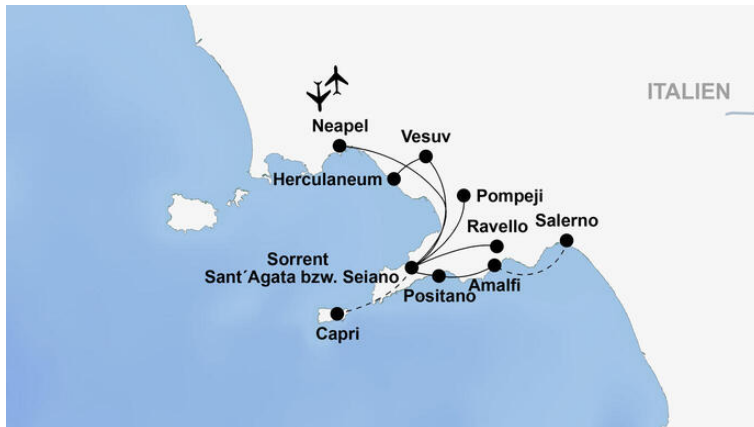 ITALIEN
Neapel
Vesuv
Herculaneum
Pompeji
Ravello
Salerno
Sorrent
Sant´Agata bzw. Seiano
Positano
Amalfi
Capri